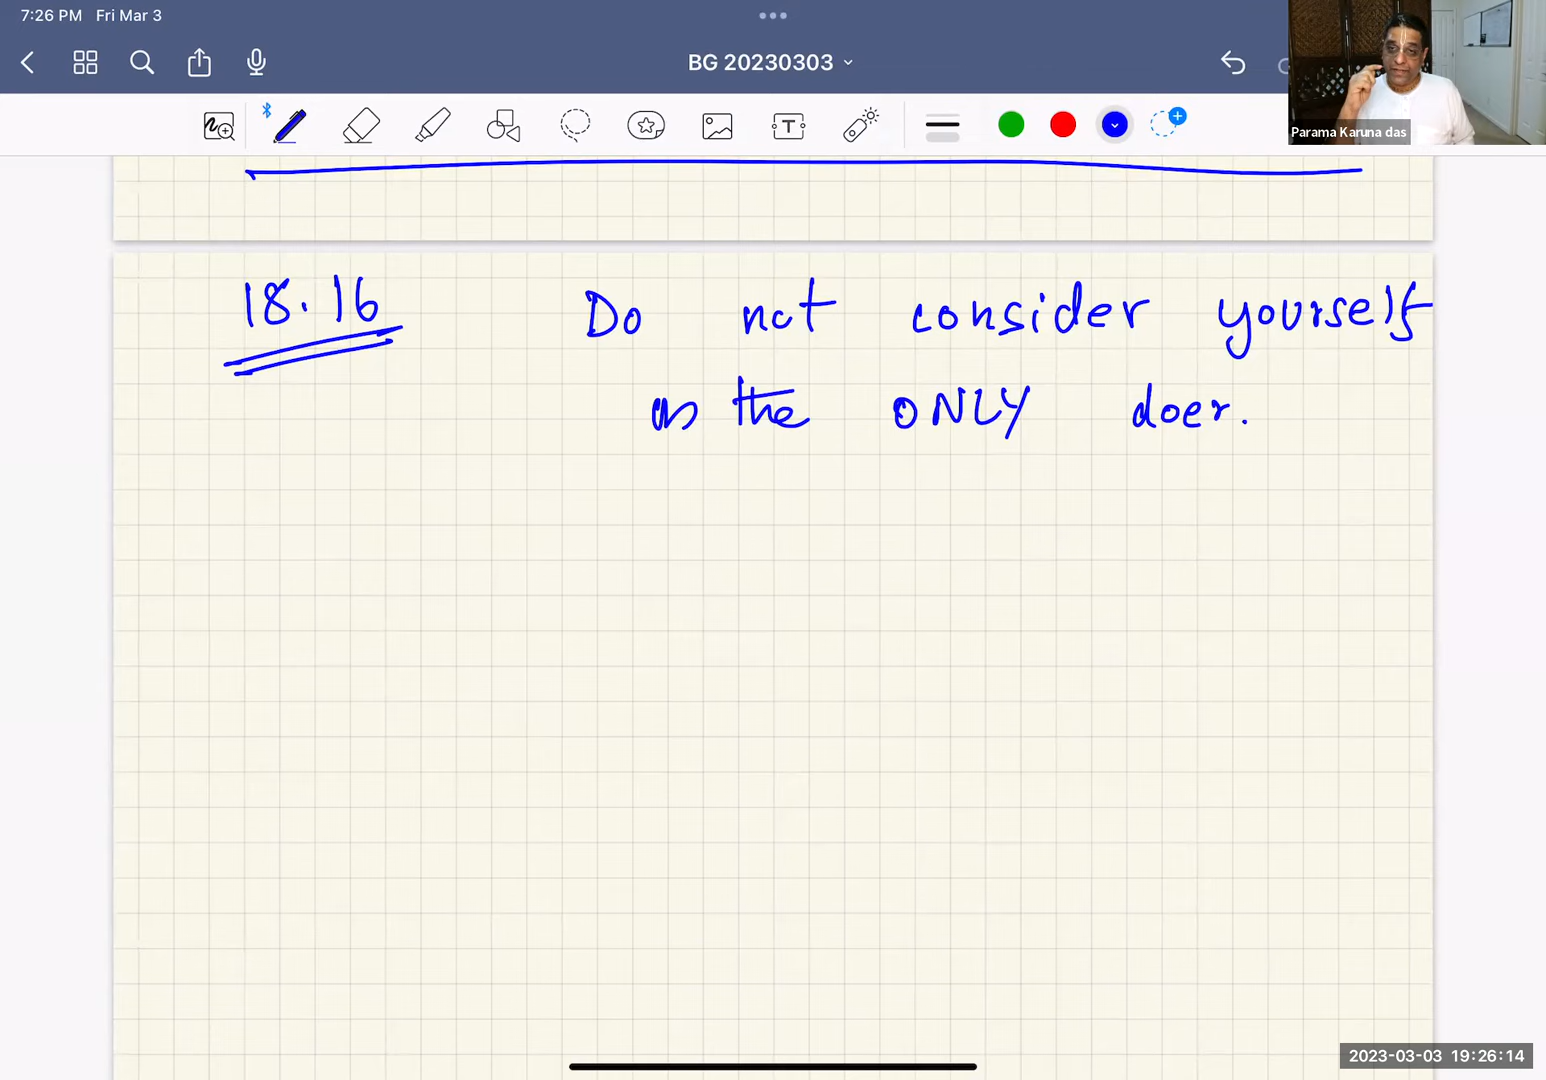 7:26 PM Fri Mar 3
BG 20230303
T
Parama Karuna das
18.16 Do not consider yourself
as the ONLY doer.
2023-03-03 19:26:14